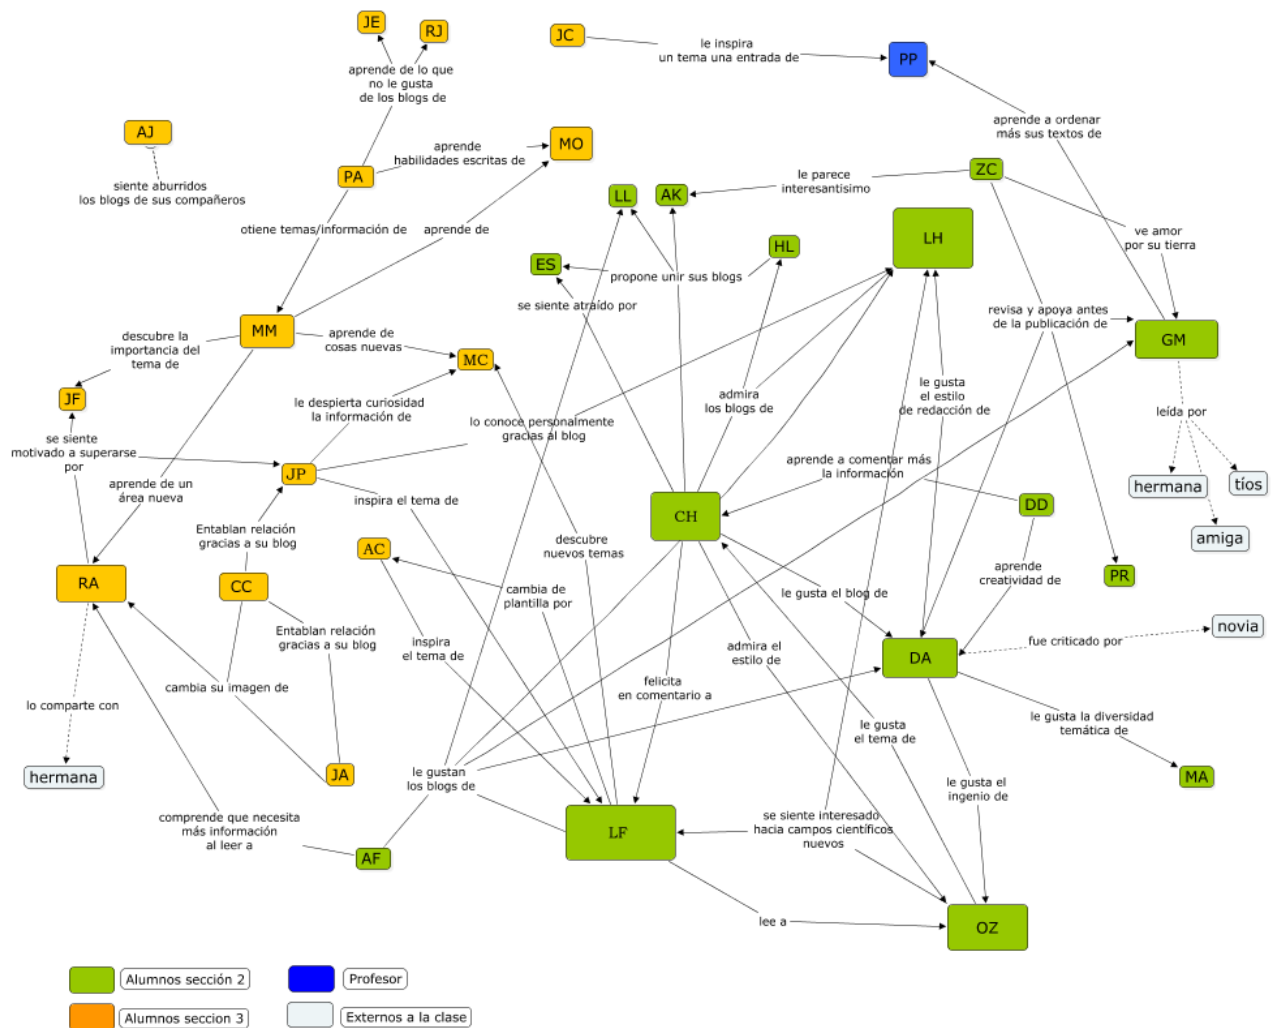 JE
RJ
JC
le inspira
un tema una entrada de
PP
aprende de lo que
no le gusta
de los blogs de
AJ
aprende a ordenar
más sus textos de
MO
aprende
habilidades escritas de
PA
siente aburridos
los blogs de sus compañeros
le parece
interesantisimo
ZC
LL
AK
otiene temas/información de
aprende de
LH
ve amor
por su tierra
HL
ES
propone unir sus blogs
se siente atraído por
revisa y apoya antes
de la publicación de
MM
descubre la
importancia del
tema de
aprende de
cosas nuevas
GM
MC
JF
le despierta curiosidad
la información de
admira
los blogs de
le gusta
el estilo
de redacción de
leída por
lo conoce personalmente
gracias al blog
se siente
motivado a superarse
por
JP
aprende a comentar más
la información
hermana
tíos
aprende de un
área nueva
inspira el tema de
CH
DD
amiga
Entablan relación
gracias a su blog
AC
descubre
nuevos temas
RA
CC
cambia de
plantilla por
le gusta el blog de
aprende
creatividad de
PR
Entablan relación
gracias a su blog
inspira
el tema de
admira el
estilo de
DA
fue criticado por
novia
cambia su imagen de
felicita
en comentario a
lo comparte con
le gusta
el tema de
le gusta la diversidad
temática de
hermana
JA
le gustan
los blogs de
le gusta el
ingenio de
MA
comprende que necesita
más información
al leer a
AF
LF
se siente interesado
hacia campos científicos
nuevos
lee a
OZ
Alumnos sección 2
Profesor
Alumnos seccion 3
Externos a la clase